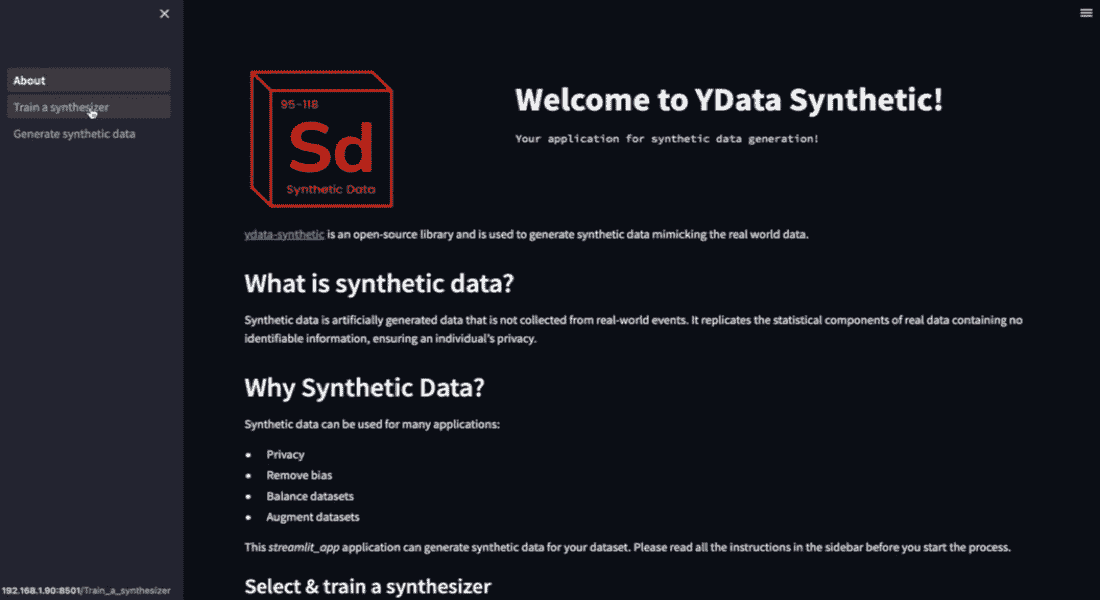 About
Train a synthesizer
Generate synthetic data
95-118
Sd
Synthetic Data
Welcome to YData Synthetic!
Your application for synthetic data generation!
ydata-synthetic is an open-source library and is used to generate synthetic data mimicking the real world data.
What is synthetic data?
Synthetic data is artificially generated data that is not collected from real-world events. It replicates the statistical components of real data containing no
identifiable information, ensuring an individual's privacy.
Why Synthetic Data?
Synthetic data can be used for many applications:
• Privacy
• Remove bias
• Balance datasets
• Augment datasets
This streamlit_app application can generate synthetic data for your dataset. Please read all the instructions in the sidebar before you start the process.
Select & train a synthesizer
192.168.1.90:8501/Train_a_synthesizer